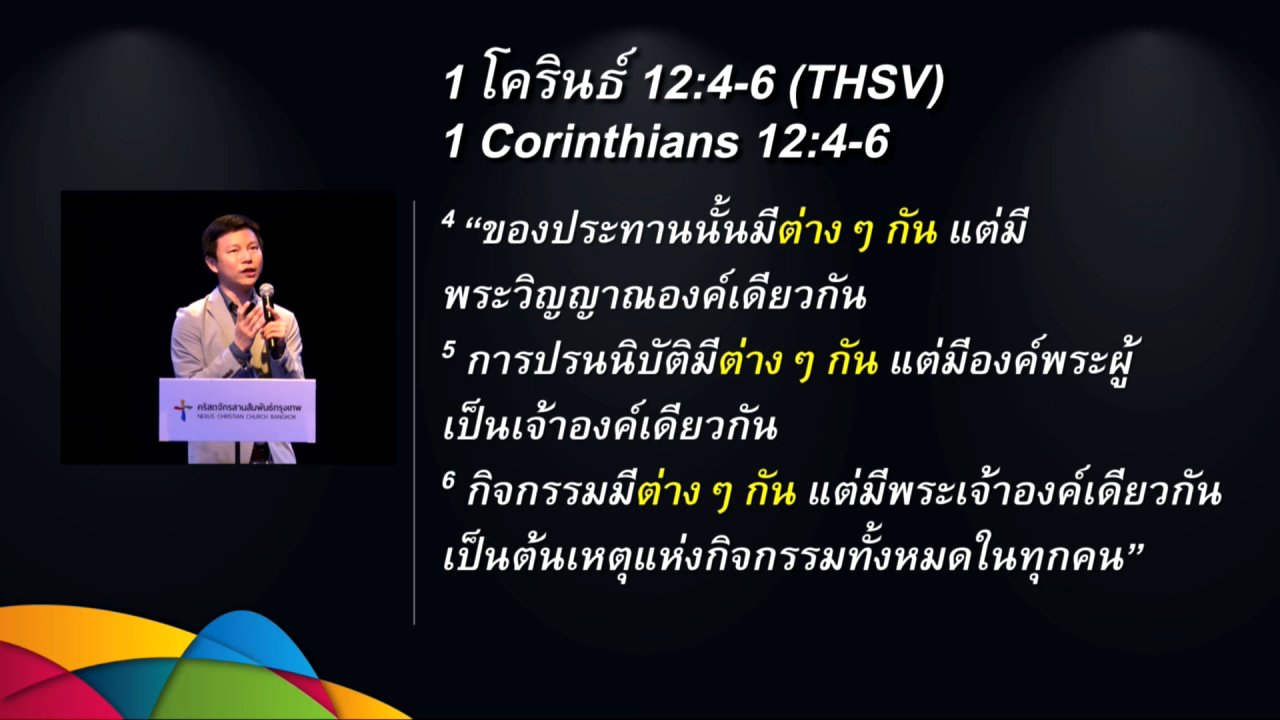 1 โครินธ์ 12:4-6 (THSV)
1 Corinthians 12:4-6
4 “ของประทานนั้นมีต่าง ๆ กัน แต่มี
พระวิญญาณองค์เดียวกัน
5 การปรนนิบัติมีต่าง ๆ กัน แต่มีองค์พระผู้
เป็นเจ้าองค์เดียวกัน
6 กิจกรรมมีต่าง ๆ กัน แต่มีพระเจ้าองค์เดียวกัน
เป็นต้นเหตุแห่งกิจกรรมทั้งหมดในทุกคน”
คริสตจักรสานสัมพันธ์กรุงเทพ
NEXUS CHRISTIAN CHURCH BANGKOK